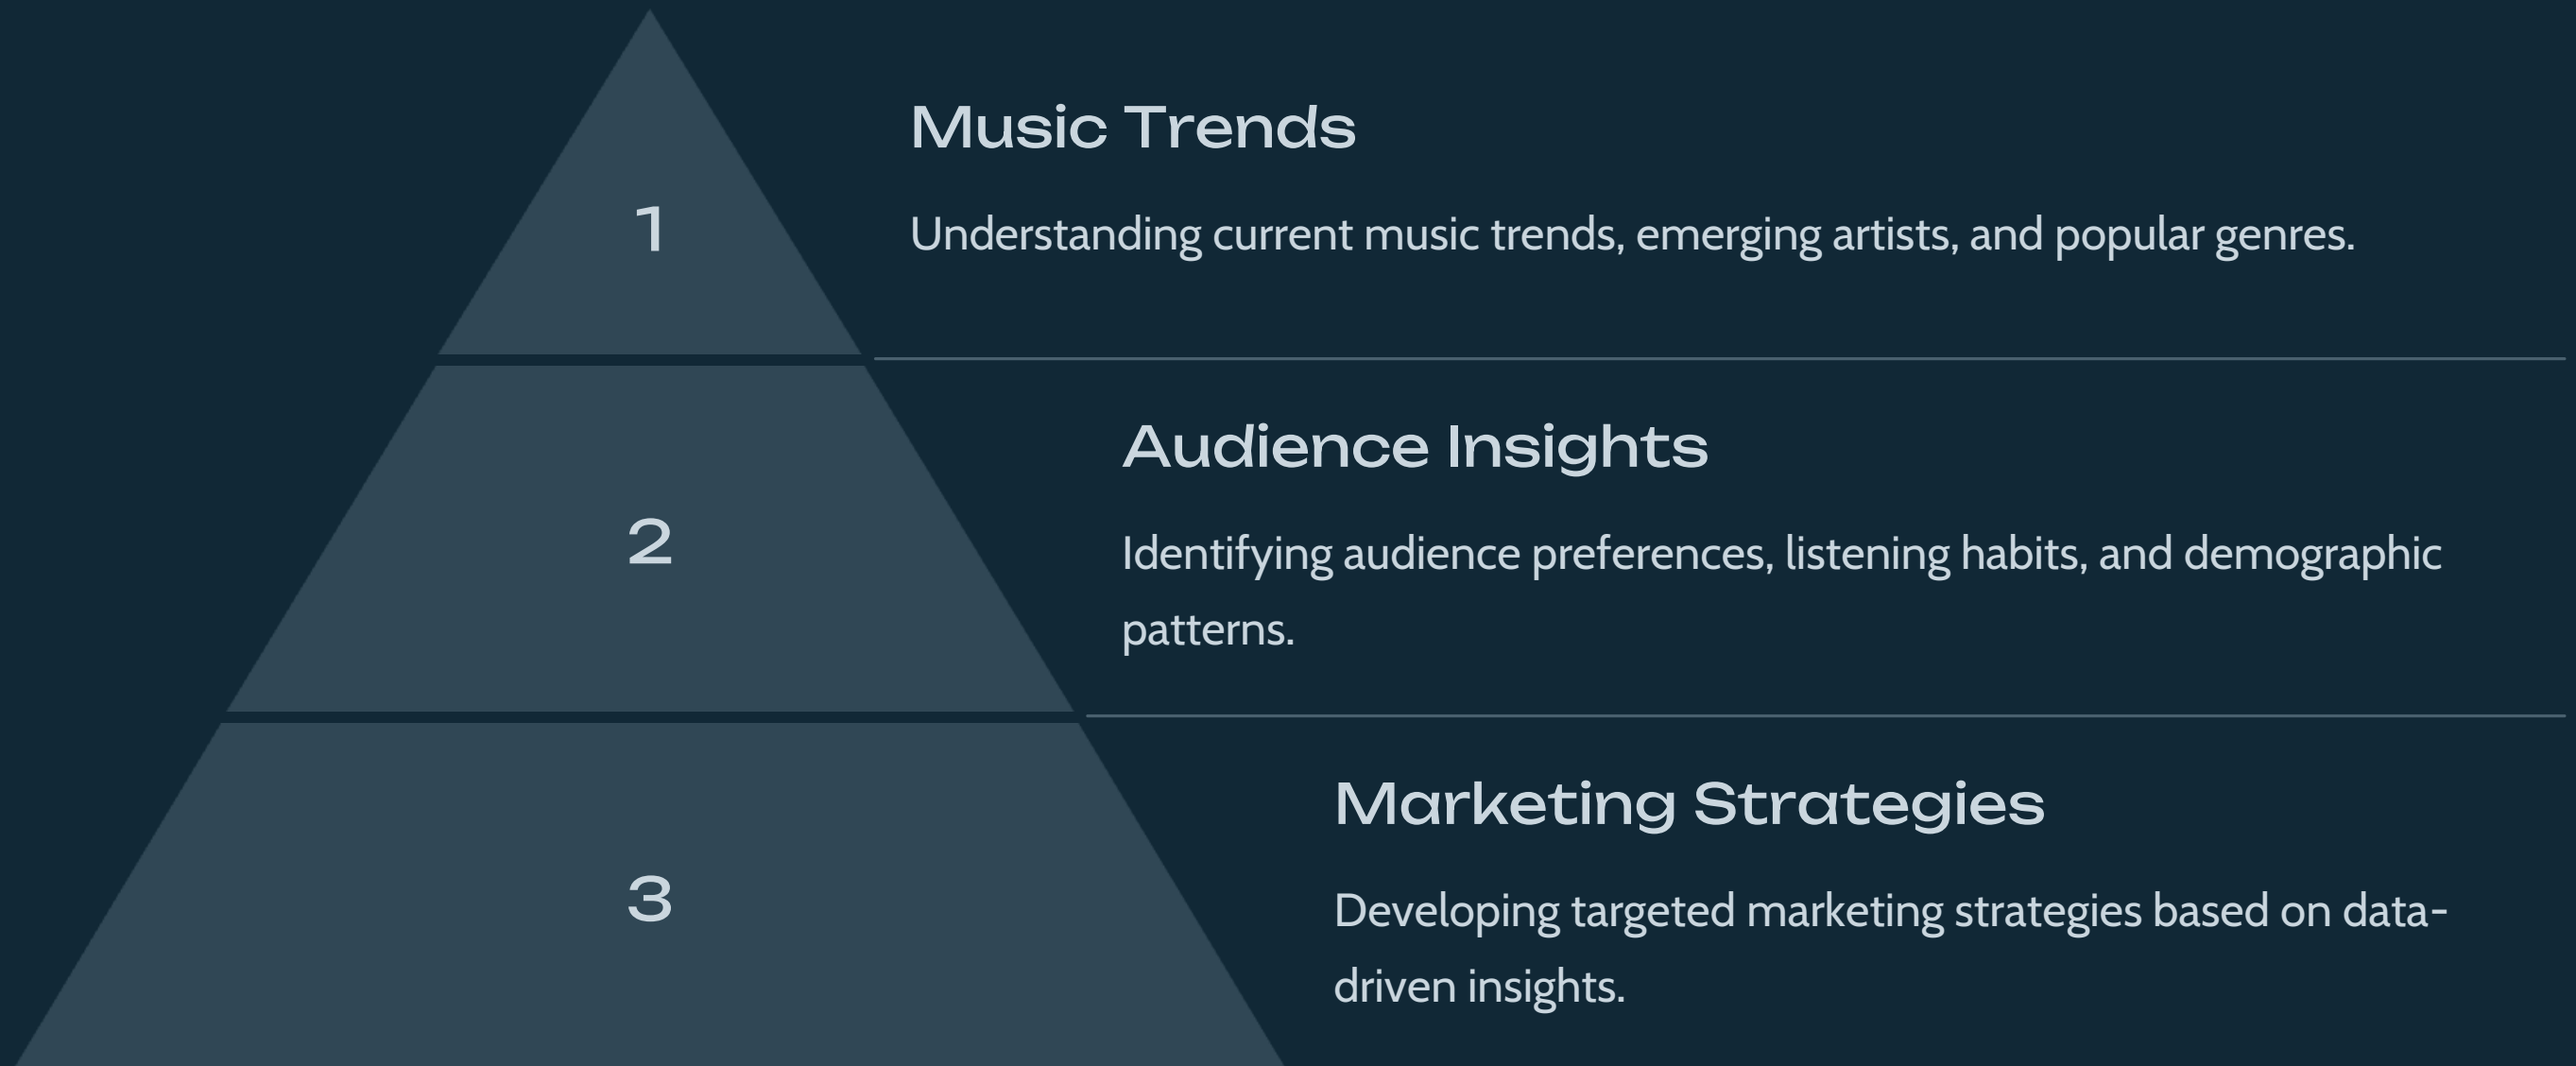 Music Trends
1
Understanding current music trends, emerging artists, and popular genres.
Audience Insights
2
Identifying audience preferences, listening habits, and demographic
patterns.
Marketing Strategies
3
Developing targeted marketing strategies based on data-
driven insights.